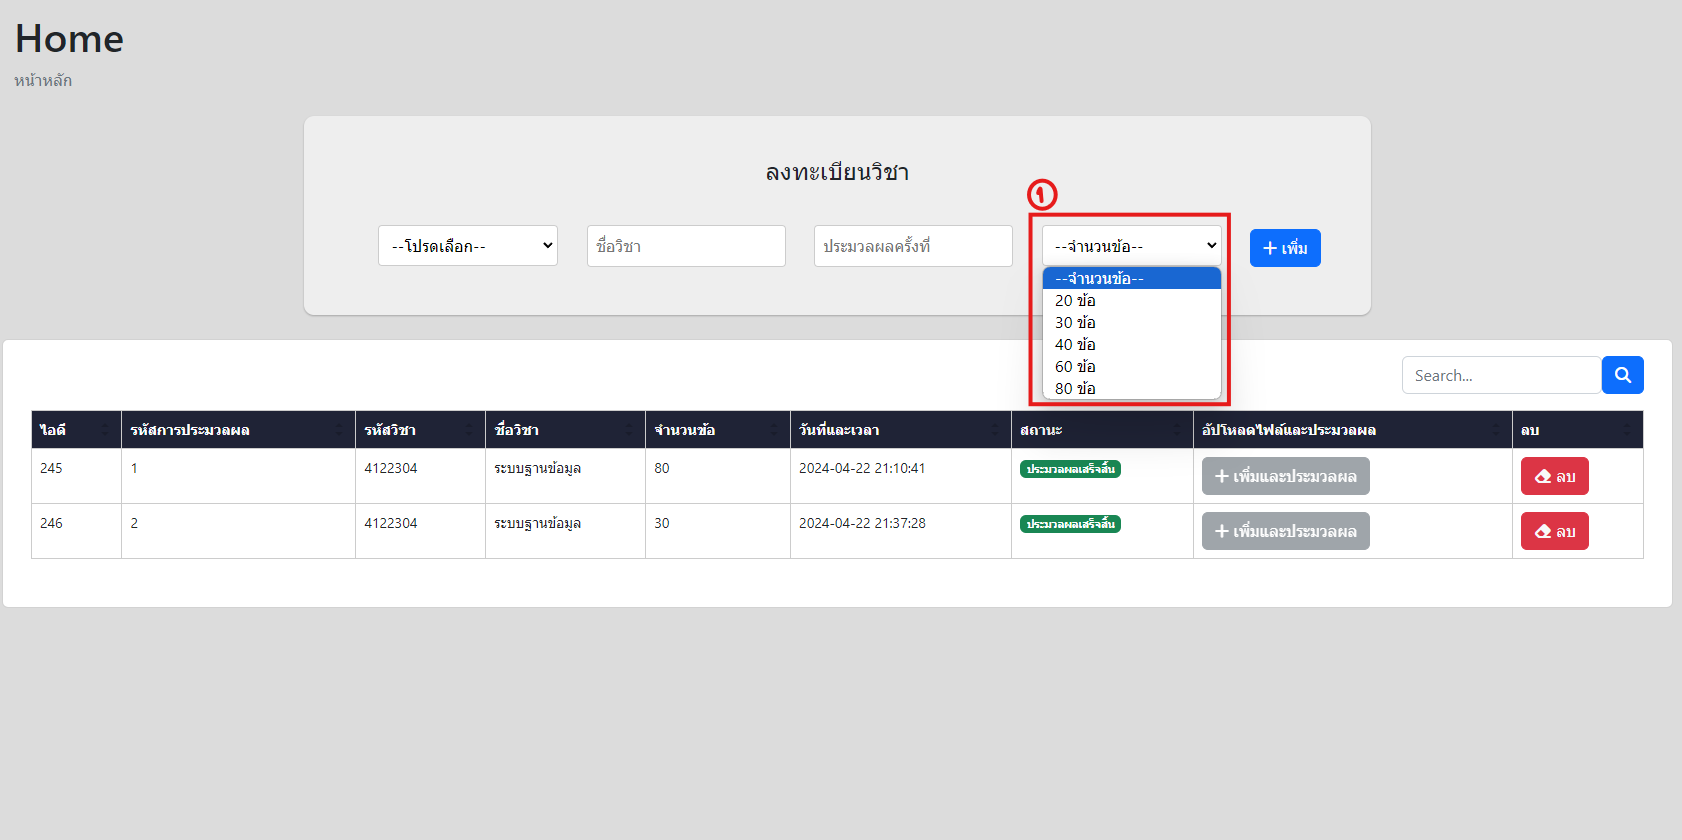 Home
หน้าหลัก
ลงทะเบียนวิชา
๑
--โปรดเลือก-- ชื่อวิชา ประมวลผลครั้งที่ --จำนวนข้อ-- เพิ่ม
--จำนวนข้อ--
20 ข้อ
30 ข้อ
40 ข้อ
60 ข้อ
80 ข้อ
Search...
ไอดี รหัสการประมวลผล รหัสวิชา ชื่อวิชา จำนวนข้อ วันที่และเวลา สถานะ อัปโหลดไฟล์และประมวลผล ลบ
245 1 4122304 ระบบฐานข้อมูล 80 2024-04-22 21:10:41 ประมวลผลเสร็จสิ้น เพิ่มและประมวลผล ลบ
246 2 4122304 ระบบฐานข้อมูล 30 2024-04-22 21:37:28 ประมวลผลเสร็จสิ้น เพิ่มและประมวลผล ลบ